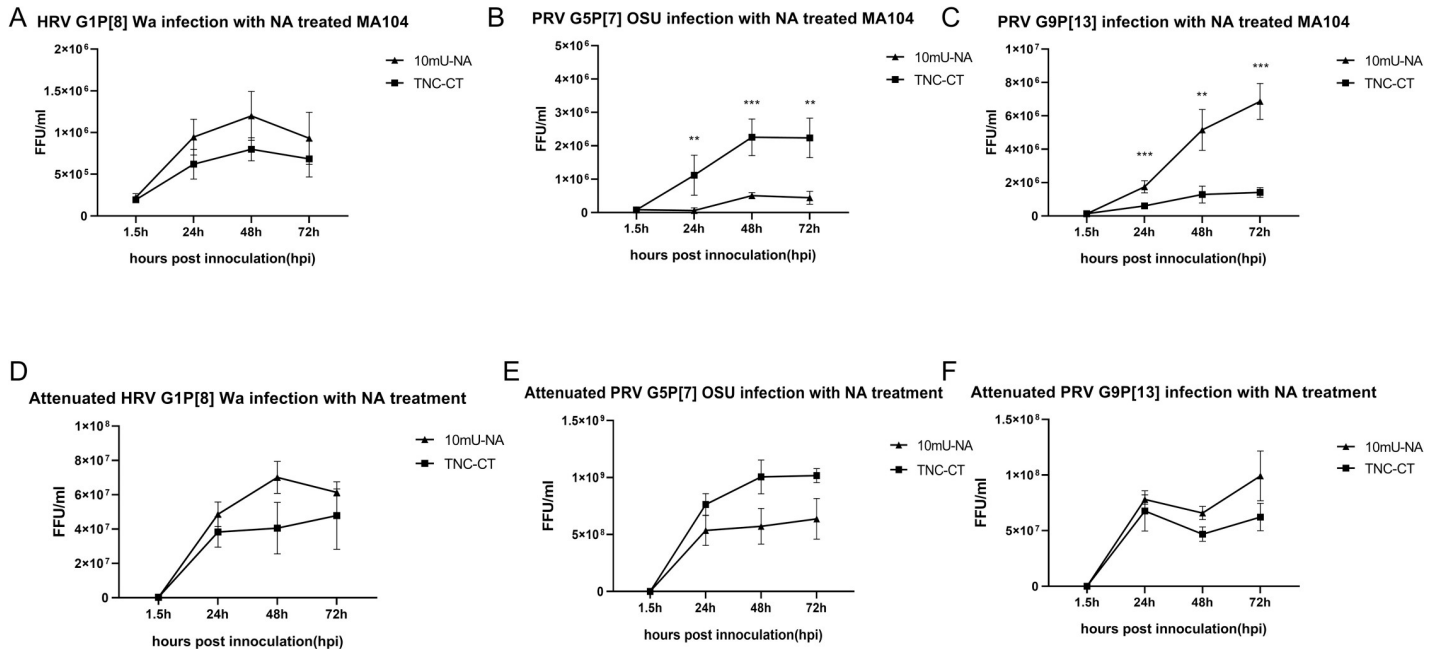 A
HRV G1P[8] Wa infection with NA treated MA104
FFU/ml
2×10⁶
1.5×10⁶
1×10⁶
5×10⁵
0
1.5h 24h 48h 72h
hours post innoculation(hpi)
10mU-NA
TNC-CT
B
PRV G5P[7] OSU infection with NA treated MA104
FFU/ml
5×10⁶
4×10⁶
3×10⁶
2×10⁶
1×10⁶
0
** *** **
1.5h 24h 48h 72h
hours post innoculation(hpi)
10mU-NA
TNC-CT
C
PRV G9P[13] infection with NA treated MA104
FFU/ml
1×10⁷
8×10⁶
6×10⁶
4×10⁶
2×10⁶
0
*** ** ***
1.5h 24h 48h 72h
hours post innoculation(hpi)
10mU-NA
TNC-CT
D
Attenuated HRV G1P[8] Wa infection with NA treatment
FFU/ml
1×10⁸
8×10⁷
6×10⁷
4×10⁷
2×10⁷
0
1.5h 24h 48h 72h
hours post innoculation(hpi)
10mU-NA
TNC-CT
E
Attenuated PRV G5P[7] OSU infection with NA treatment
FFU/ml
1.5×10⁹
1×10⁹
5×10⁸
0
1.5h 24h 48h 72h
hours post innoculation(hpi)
10mU-NA
TNC-CT
F
Attenuated PRV G9P[13] infection with NA treatment
FFU/ml
1.5×10⁸
1×10⁸
5×10⁷
0
1.5h 24h 48h 72h
hours post innoculation(hpi)
10mU-NA
TNC-CT